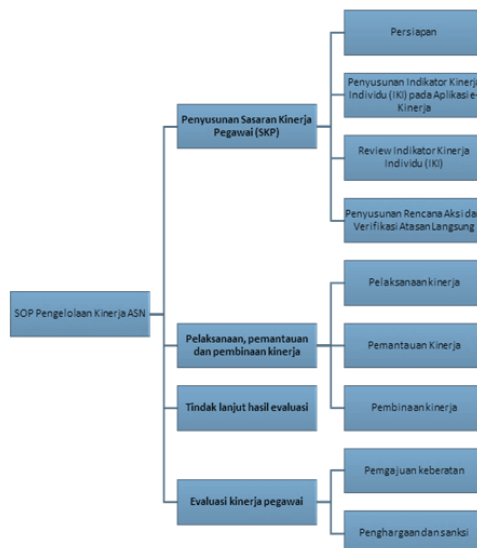 Persiapan
Penyusunan Indikator Kinerja
Individu (IKI) pada Aplikasi e-
Kinerja
Penyusunan Sasaran Kinerja
Pegawai (SKP)
Review Indikator Kinerja
Individu (IKI)
Penyusunan Rencana Aksi da
Verifikasi Atasan Langsung
SOP Pengelolaan Kinerja ASN
Pelaksanaan kinerja
Pelaksanaan, pemantauan
dan pembinaan kinerja
Pemantauan Kinerja
Tindak lanjut hasil evaluasi
Pembinaan kinerja
Pemgajuan keberatan
Evaluasi kinerja pegawai
Penghargaan dan sanksi